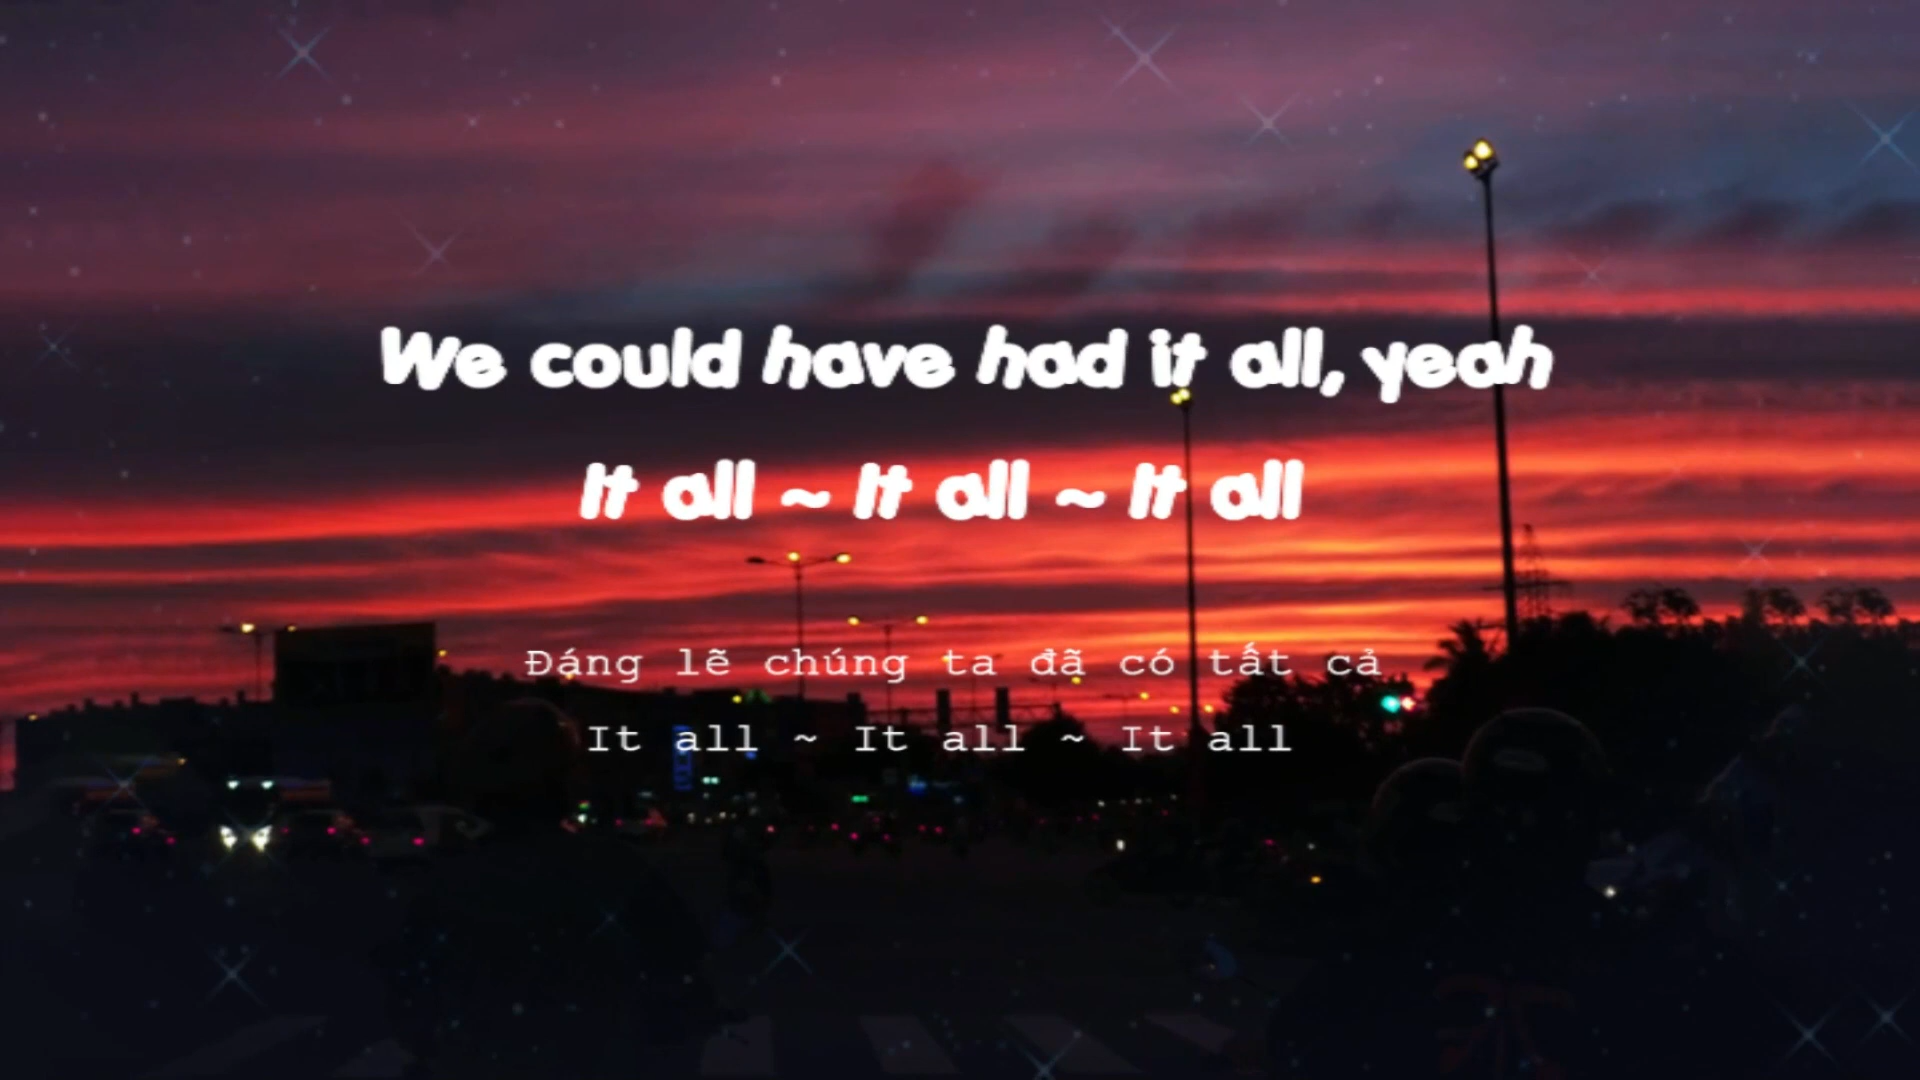 We could have had it all, yeah
It all ~ It all ~ It all
Đáng lẽ chúng ta đã có tất cả
It all ~ It all ~ It all